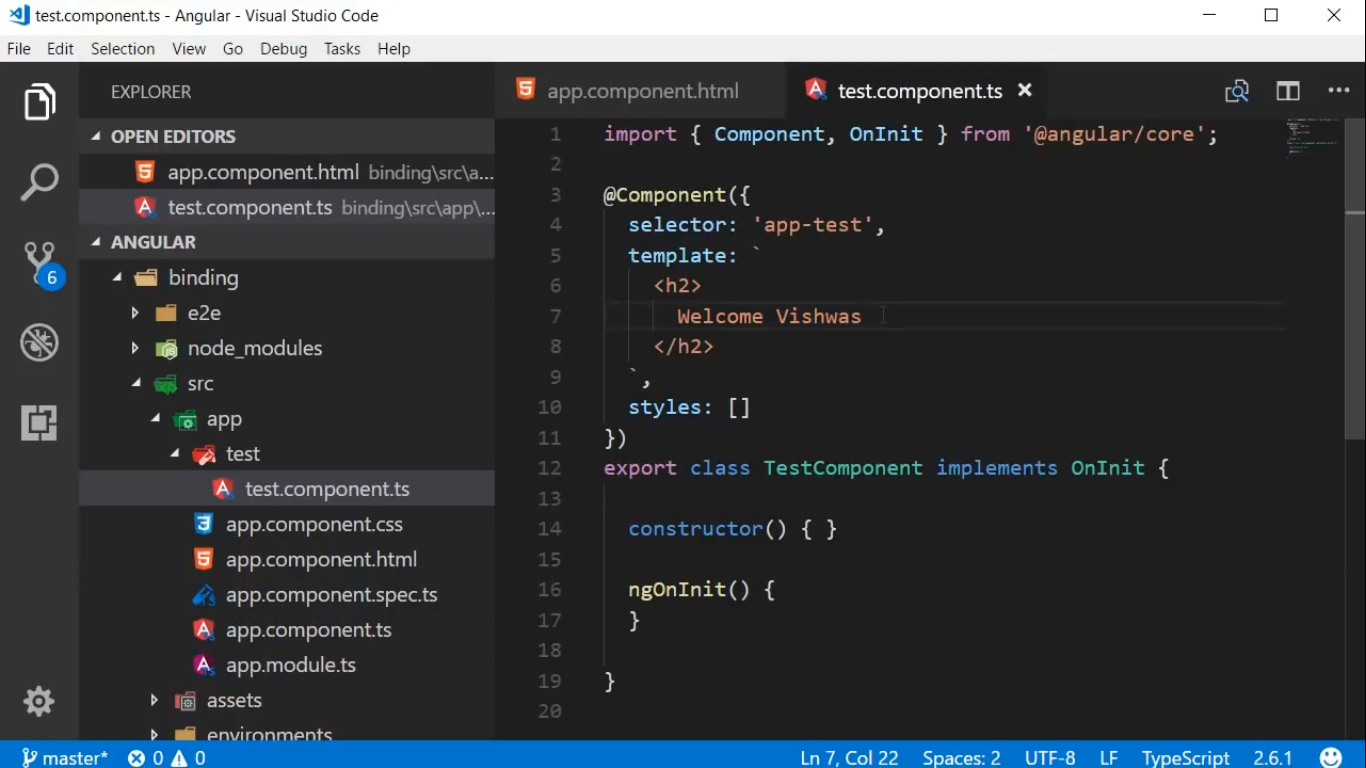 test.component.ts - Angular - Visual Studio Code
File Edit Selection View Go Debug Tasks Help
EXPLORER
OPEN EDITORS
app.component.html binding\src\a...
test.component.ts binding\src\app\...
ANGULAR
binding
e2e
node_modules
src
app
test
test.component.ts
app.component.css
app.component.html
app.component.spec.ts
app.component.ts
app.module.ts
assets
environments
6
app.component.html test.component.ts
1 import { Component, OnInit } from '@angular/core';
2
3 @Component({
4 selector: 'app-test',
5 template: `
6 <h2>
7 Welcome Vishwas
8 </h2>
9 `,
10 styles: []
11 })
12 export class TestComponent implements OnInit {
13
14 constructor() { }
15
16 ngOnInit() {
17 }
18
19 }
20
master* 0 0 Ln 7, Col 22 Spaces: 2 UTF-8 LF TypeScript 2.6.1